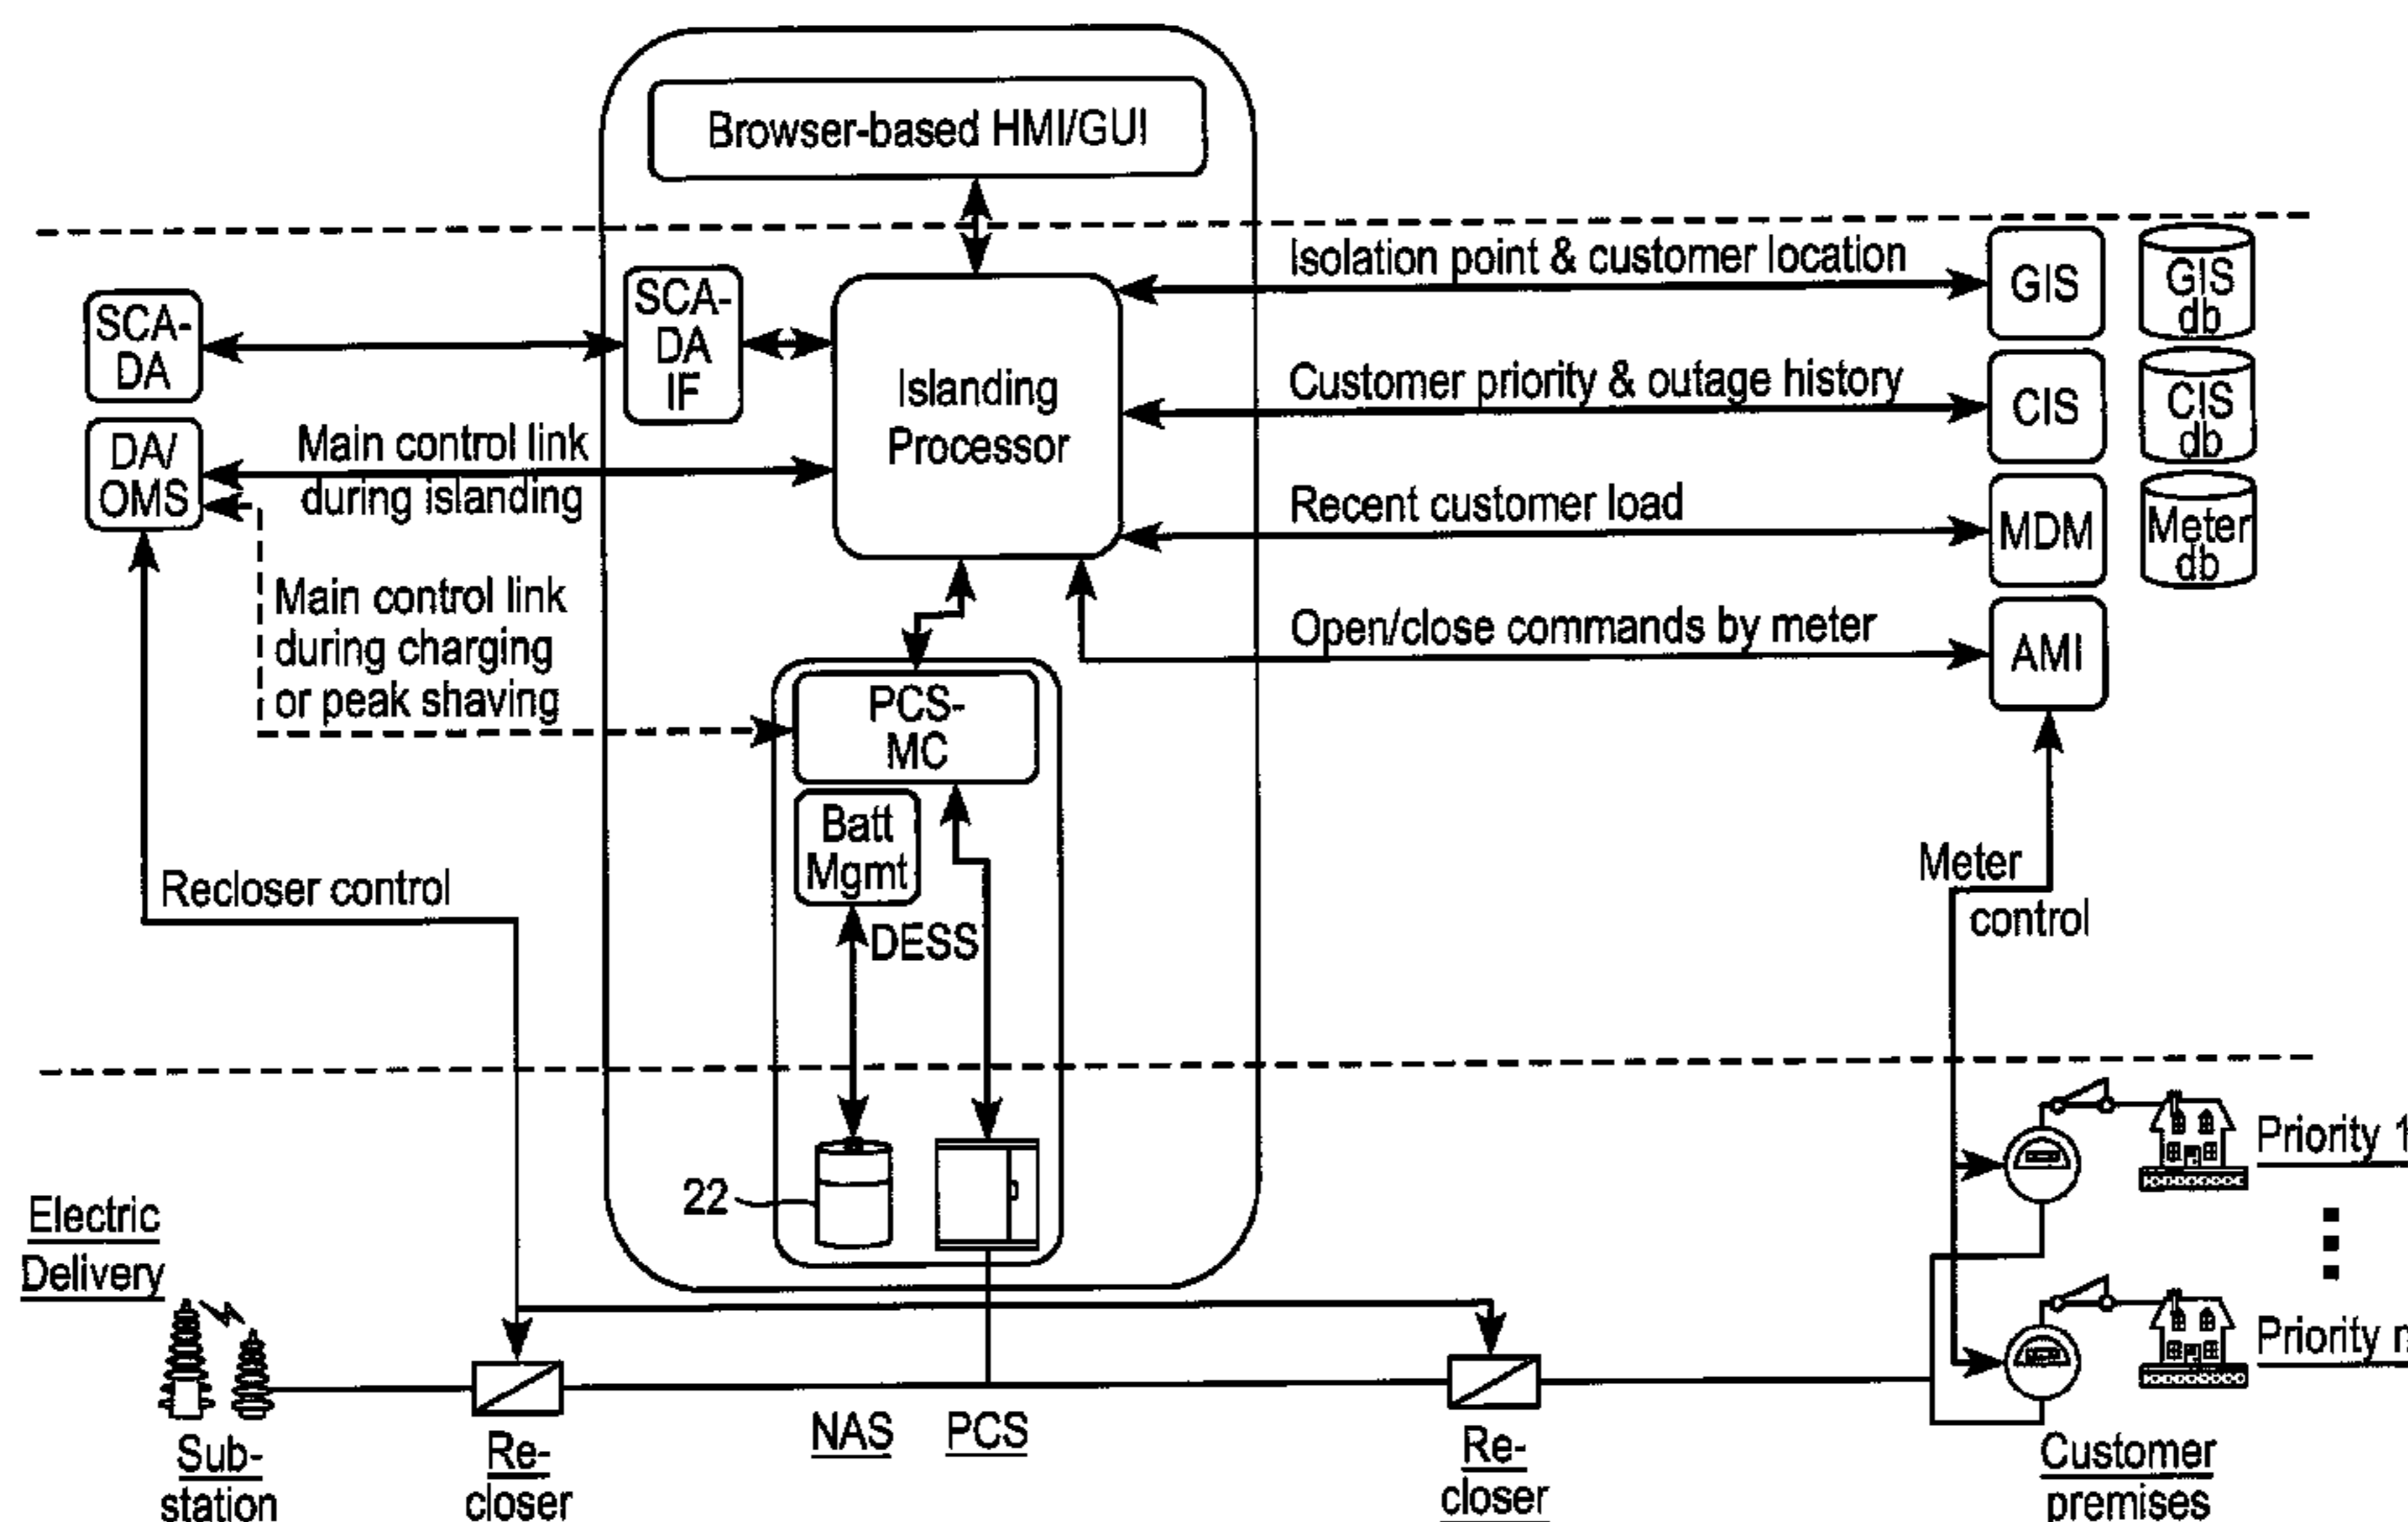 Browser-based HMI/GUI
SCA-
DA
SCA-
DA
IF
Islanding
Processor
Isolation point & customer location
GIS
GIS
db
Customer priority & outage history
CIS
CIS
db
DA/
OMS
Main control link
during islanding
Recent customer load
MDM
Meter
db
Main control link
during charging
or peak shaving
Open/close commands by meter
AMI
PCS-
MC
Batt
Mgmt
DESS
Recloser control
Meter
control
22
Electric
Delivery
Priority 1
Priority n
Sub-
station
Re-
closer
NAS
PCS
Re-
closer
Customer
premises